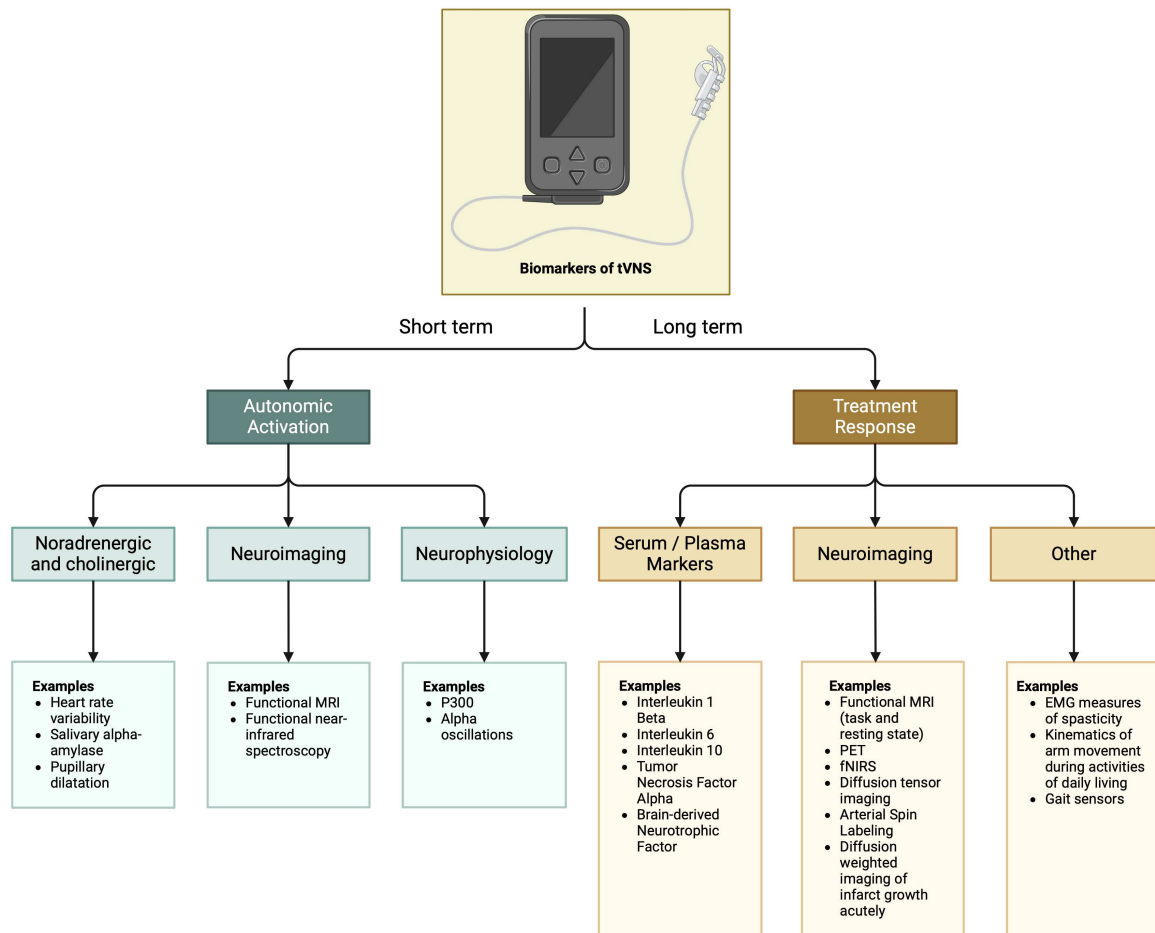 Biomarkers of tVNS
Short term
Long term
Autonomic
Activation
Treatment
Response
Noradrenergic
and cholinergic
Neuroimaging
Neurophysiology
Serum / Plasma
Markers
Neuroimaging
Other
Examples
• Heart rate
variability
• Salivary alpha-
amylase
• Pupillary
dilatation
Examples
• Functional MRI
• Functional near-
infrared
spectroscopy
Examples
• P300
• Alpha
oscillations
Examples
• Interleukin 1
Beta
• Interleukin 6
• Interleukin 10
• Tumor
Necrosis Factor
Alpha
• Brain-derived
Neurotrophic
Factor
Examples
• Functional MRI
(task and
resting state)
• PET
• fNIRS
• Diffusion tensor
imaging
• Arterial Spin
Labeling
• Diffusion
weighted
imaging of
infarct growth
acutely
Examples
• EMG measures
of spasticity
• Kinematics of
arm movement
during activities
of daily living
• Gait sensors